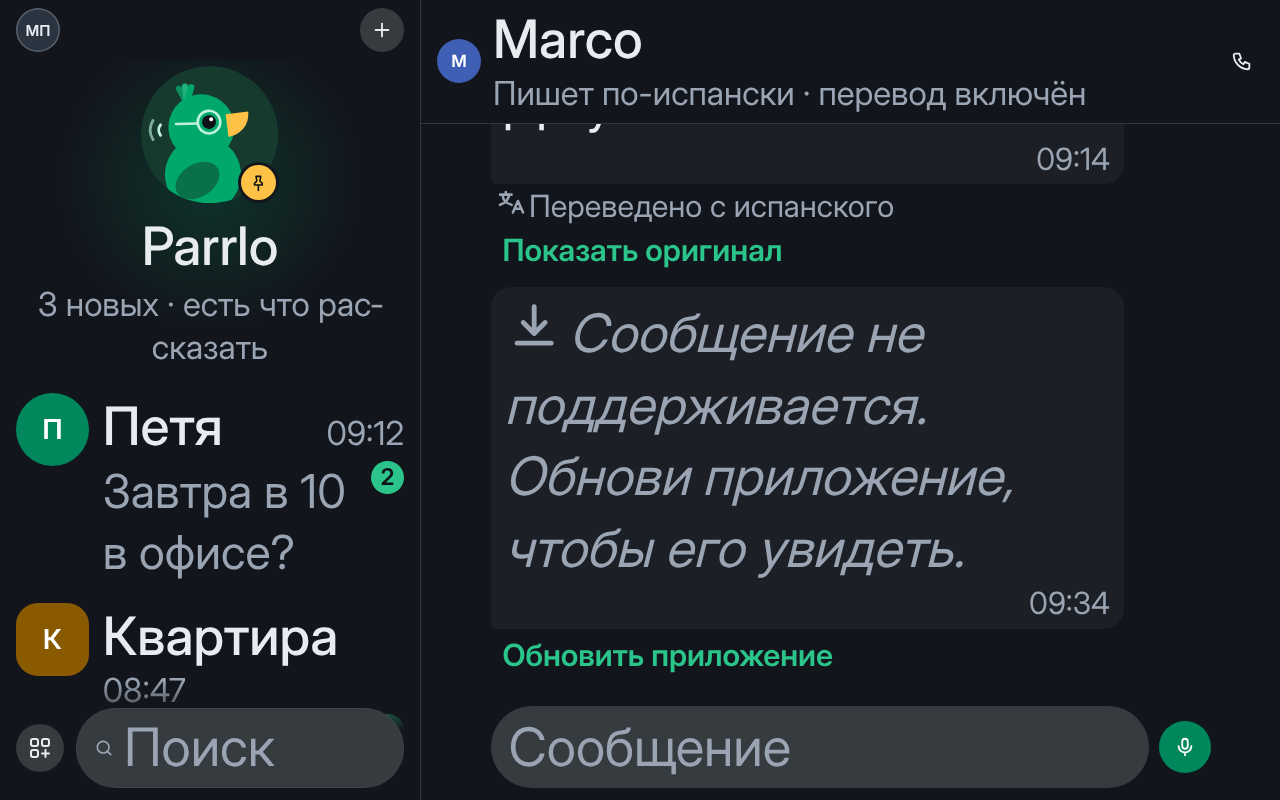 МП
Parrlo
3 новых · есть что рас-
сказать
П
Петя
09:12
Завтра в 10
2
в офисе?
К
Квартира
08:47
Поиск
М
Marco
Пишет по-испански · перевод включён
09:14
Переведено с испанского
Показать оригинал
Сообщение не
поддерживается.
Обнови приложение,
чтобы его увидеть.
09:34
Обновить приложение
Сообщение